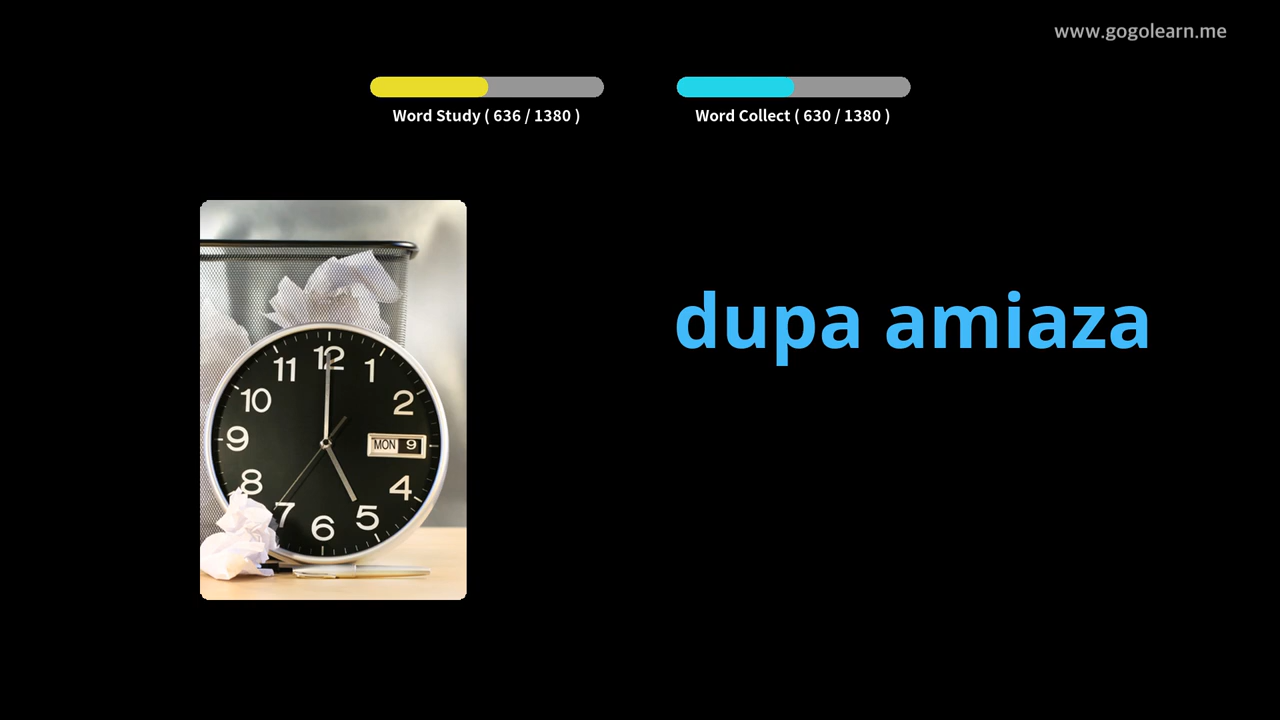 www.gogolearn.me
Word Study ( 636 / 1380 )
Word Collect ( 630 / 1380 )
dupa amiaza
12
11
1
10
2
9
MON 9
8
4
7
5
6